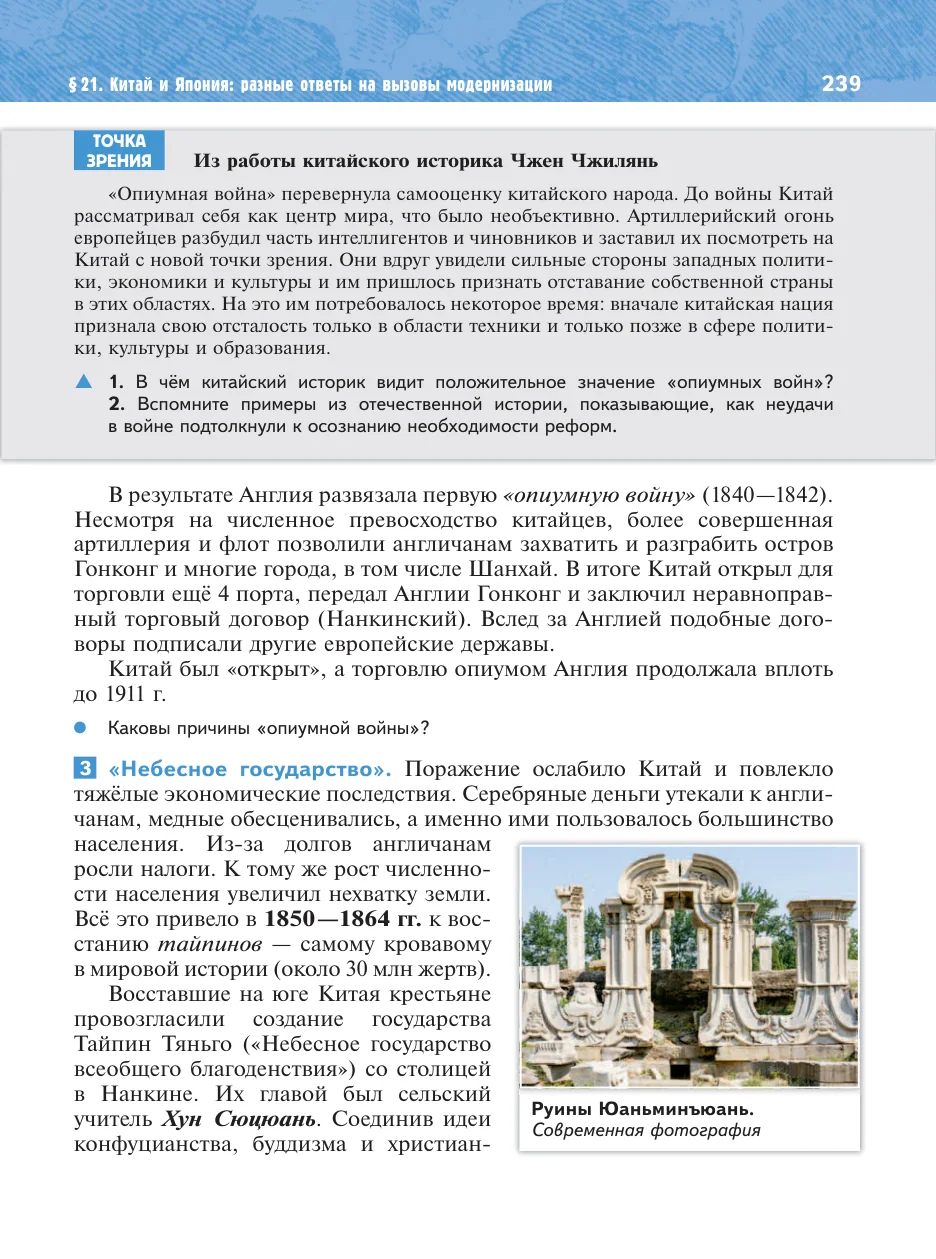 § 21. Китай и Япония: разные ответы на вызовы модернизации 239
ТОЧКА
ЗРЕНИЯ
Из работы китайского историка Чжен Чжилянь
«Опиумная война» перевернула самооценку китайского народа. До войны Китай
рассматривал себя как центр мира, что было необъективно. Артиллерийский огонь
европейцев разбудил часть интеллигентов и чиновников и заставил их посмотреть на
Китай с новой точки зрения. Они вдруг увидели сильные стороны западных полити-
ки, экономики и культуры и им пришлось признать отставание собственной страны
в этих областях. На это им потребовалось некоторое время: вначале китайская нация
признала свою отсталость только в области техники и только позже в сфере полити-
ки, культуры и образования.
1. В чём китайский историк видит положительное значение «опиумных войн»?
2. Вспомните примеры из отечественной истории, показывающие, как неудачи
в войне подтолкнули к осознанию необходимости реформ.
В результате Англия развязала первую «опиумную войну» (1840—1842).
Несмотря на численное превосходство китайцев, более совершенная
артиллерия и флот позволили англичанам захватить и разграбить остров
Гонконг и многие города, в том числе Шанхай. В итоге Китай открыл для
торговли ещё 4 порта, передал Англии Гонконг и заключил неравноправ-
ный торговый договор (Нанкинский). Вслед за Англией подобные дого-
воры подписали другие европейские державы.
Китай был «открыт», а торговлю опиумом Англия продолжала вплоть
до 1911 г.
Каковы причины «опиумной войны»?
3 «Небесное государство». Поражение ослабило Китай и повлекло
тяжёлые экономические последствия. Серебряные деньги утекали к англи-
чанам, медные обесценивались, а именно ими пользовалось большинство
населения. Из-за долгов англичанам
росли налоги. К тому же рост численно-
сти населения увеличил нехватку земли.
Всё это привело в 1850—1864 гг. к вос-
станию тайпинов — самому кровавому
в мировой истории (около 30 млн жертв).
Восставшие на юге Китая крестьяне
провозгласили создание государства
Тайпин Тяньго («Небесное государство
всеобщего благоденствия») со столицей
в Нанкине. Их главой был сельский
учитель Хун Сюцюань. Соединив идеи
конфуцианства, буддизма и христиан-
Руины Юаньминъюань.
Современная фотография